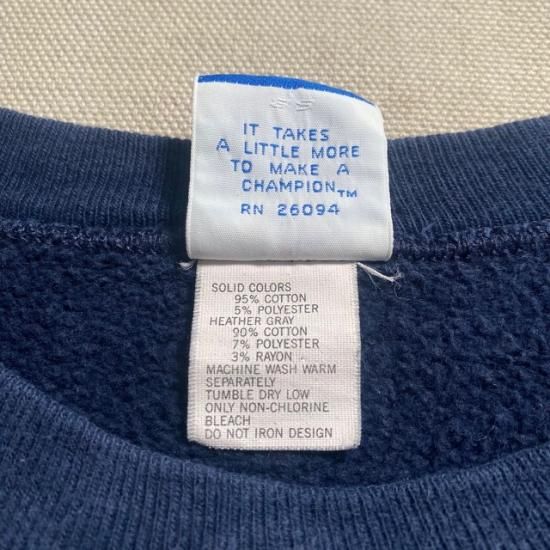 IT TAKES
A LITTLE MORE
TO MAKE A
CHAMPION™
RN 26094
SOLID COLORS
95% COTTON
5% POLYESTER
HEATHER GRAY
90% COTTON
7% POLYESTER
3% RAYON
MACHINE WASH WARM
SEPARATELY
TUMBLE DRY LOW
ONLY NON-CHLORINE
BLEACH
DO NOT IRON DESIGN